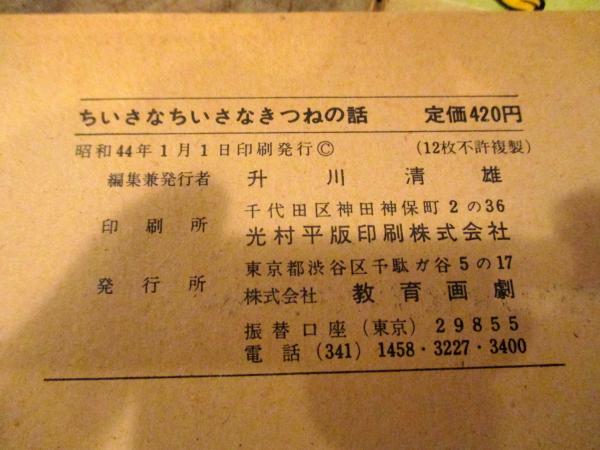 ちいさなちいさなきつねの話 定価420円
昭和44年1月1日印刷発行Ⓒ (12枚不許複製)
編集兼発行者 升川清雄
千代田区神田神保町2の36
印刷所 光村平版印刷株式会社
東京都渋谷区千駄ガ谷5の17
発行所 株式会社 教育画劇
振替口座(東京)29855
電話(341)1458・3227・3400